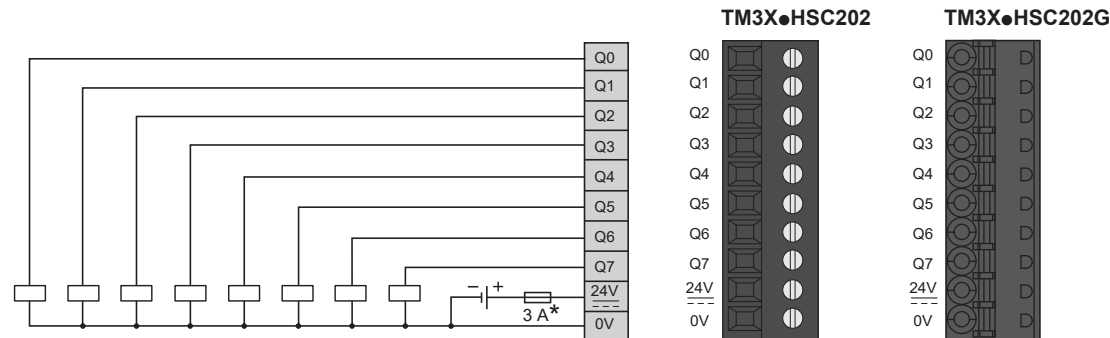 TM3X●HSC202
TM3X●HSC202G
Q0
Q1
Q2
Q3
Q4
Q5
Q6
Q7
24V
0V
− +
3 A*
Q0
Q1
Q2
Q3
Q4
Q5
Q6
Q7
24V
0V
Q0
Q1
Q2
Q3
Q4
Q5
Q6
Q7
24V
0V